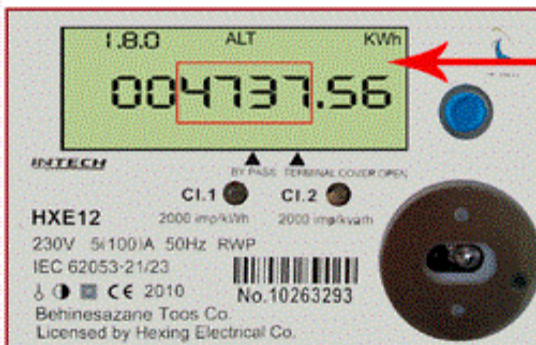 1.8.0 ALT KWh
004737.56
INTECH
BY PASS TERMINAL COVER OPEN
Cl.1 Cl.2
2000 imp/kWh 2000 imp/kvarh
HXE12
230V 5(100)A 50Hz RWP
IEC 62053-21/23
CE 2010
No.10263293
Behinesazane Toos Co.
Licensed by Hexing Electrical Co.